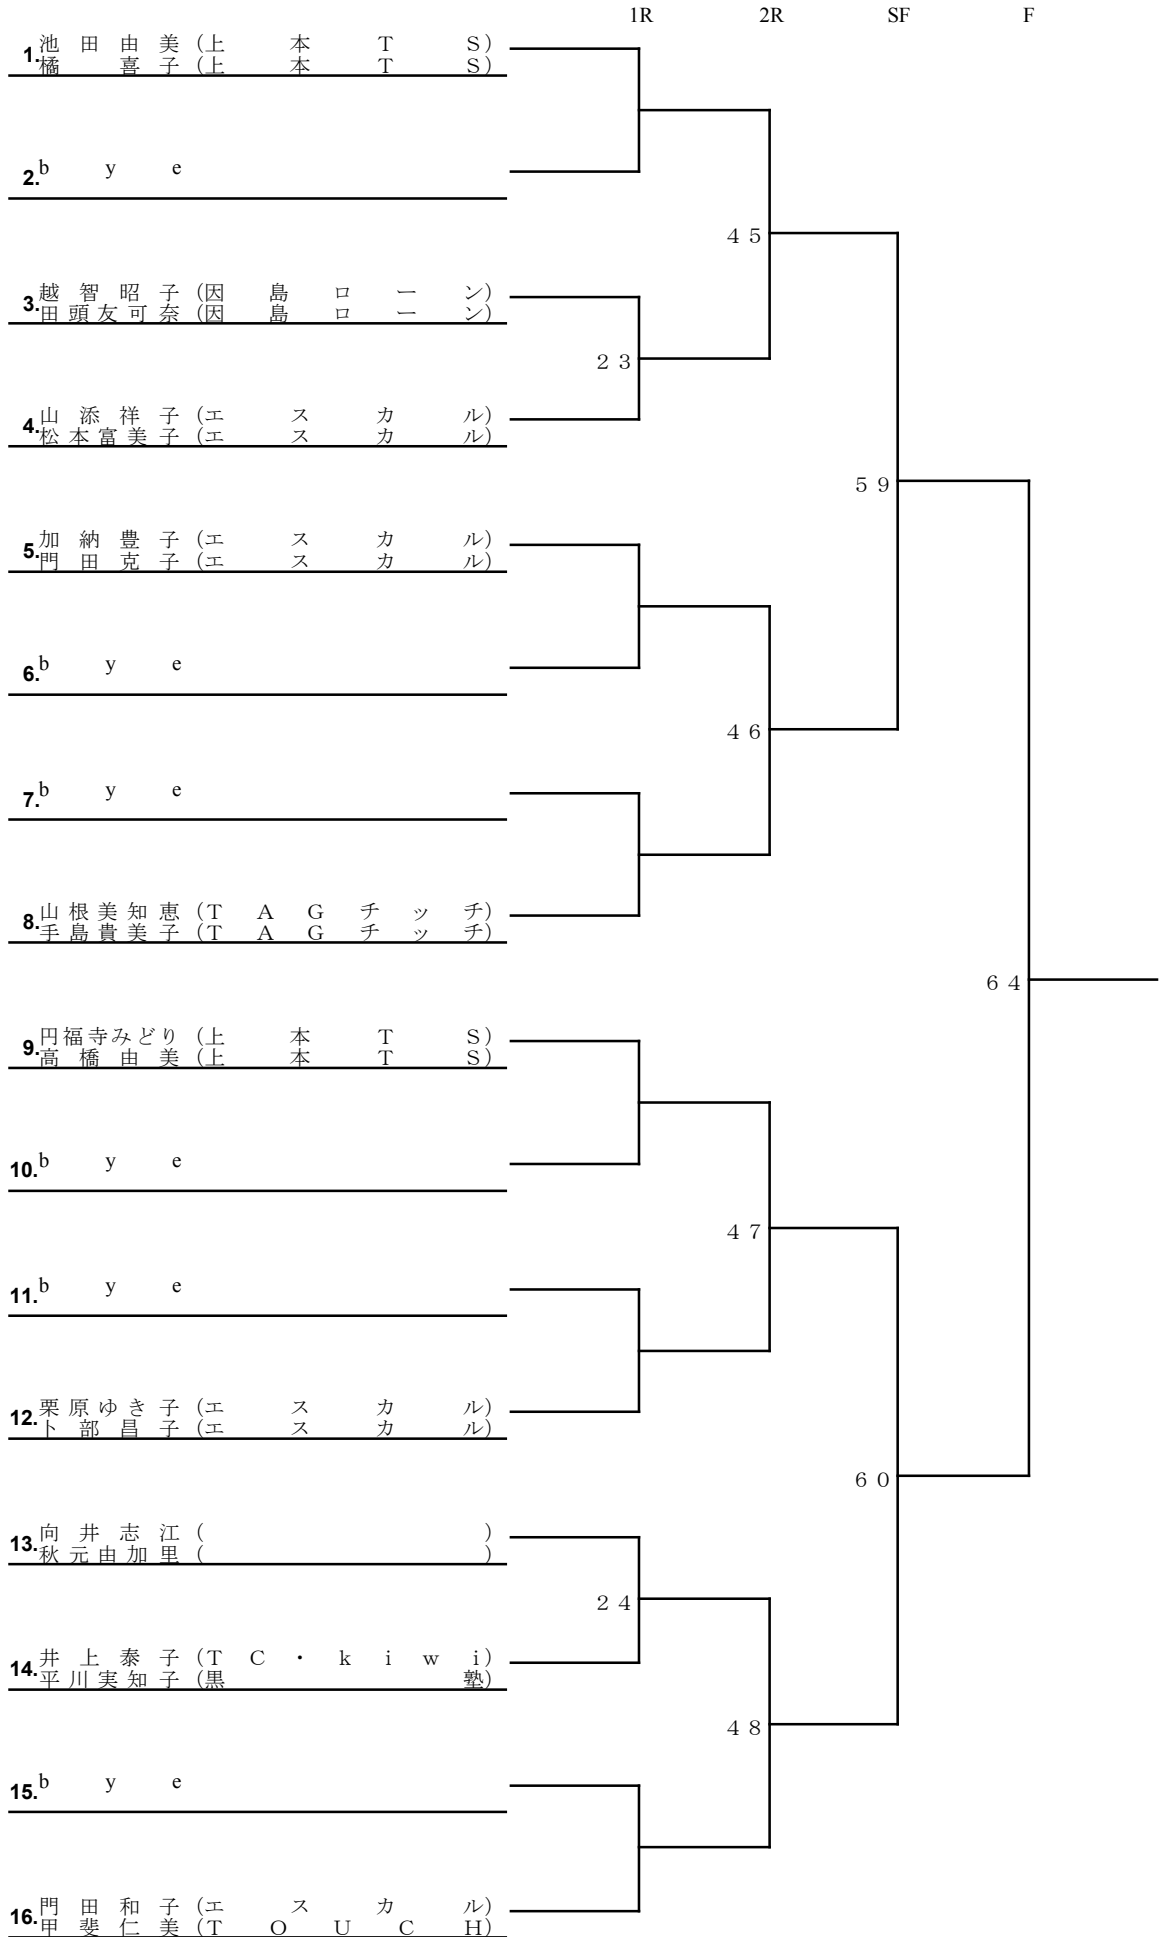 1R 2R SF F
1. 池田由美(上本TS)
橘喜子(上本TS)
2. bye
45
3. 越智昭子(因島ローン)
田頭友可奈(因島ローン)
23
4. 山添祥子(エスカル)
松本富美子(エスカル)
59
5. 加納豊子(エスカル)
門田克子(エスカル)
6. bye
46
7. bye
8. 山根美知恵(TAGチッチ)
手島貴美子(TAGチッチ)
64
9. 円福寺みどり(上本TS)
高橋由美(上本TS)
10. bye
47
11. bye
12. 栗原ゆき子(エスカル)
卜部昌子(エスカル)
60
13. 向井志江( )
秋元由加里( )
24
14. 井上泰子(TC・kiwi)
平川実知子(黒塾)
48
15. bye
16. 門田和子(エスカル)
甲斐仁美(TOUCH)